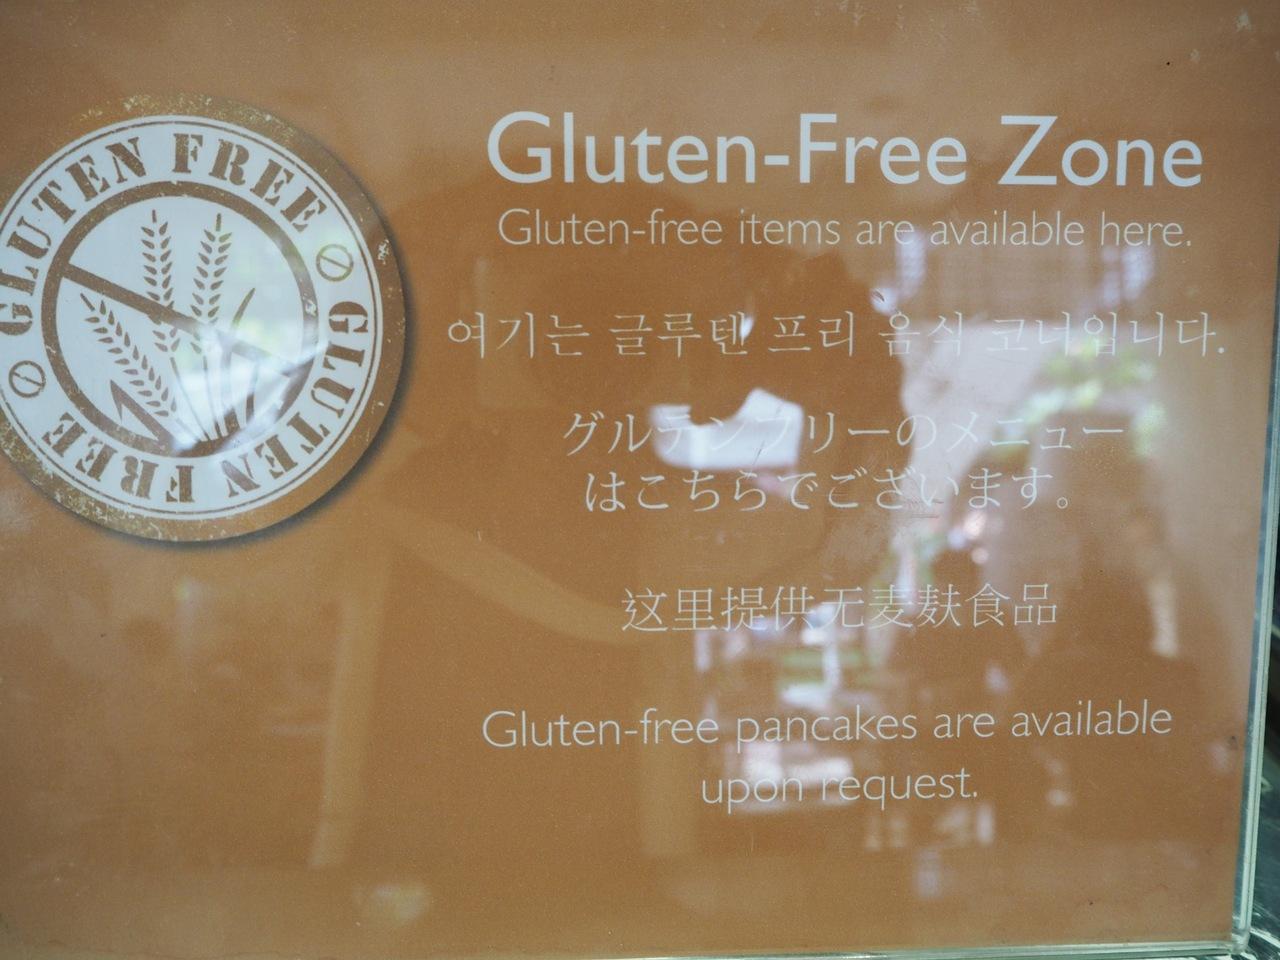 GLUTEN FREE
GLUTEN FREE
Gluten-Free Zone
Gluten-free items are available here.
여기는 글루텐 프리 음식 코너입니다.
グルテンフリーのメニュー
はこちらでございます。
这里提供无麦麸食品
Gluten-free pancakes are available
upon request.